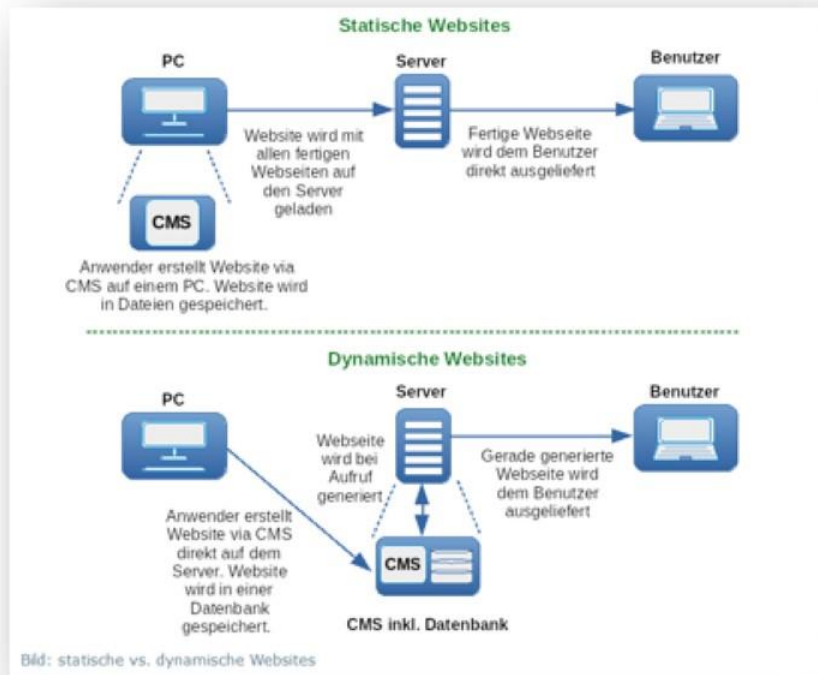 Statische Websites
PC
Server
Benutzer
Website wird mit
allen fertigen
Webseiten auf
den Server
geladen
Fertige Webseite
wird dem Benutzer
direkt ausgeliefert
CMS
Anwender erstellt Website via
CMS auf einem PC. Website wird
in Dateien gespeichert.
Dynamische Websites
PC
Server
Benutzer
Webseite
wird bei
Aufruf
generiert
Gerade generierte
Webseite wird
dem Benutzer
ausgeliefert
Anwender erstellt
Website via CMS
direkt auf dem
Server. Website
wird in einer
Datenbank
gespeichert.
CMS
CMS inkl. Datenbank
Bild: statische vs. dynamische Websites